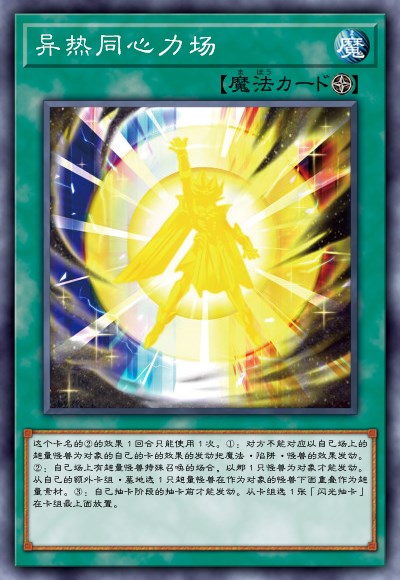 异热同心力场
魔
【魔法カード】
まほう
这个卡名的②的效果1回合只能使用1次。①：对方不能对应以自己场上的
超量怪兽为对象的自己的卡的效果的发动把魔法·陷阱·怪兽的效果发动。
②：自己场上有超量怪兽特殊召唤的场合，以那1只怪兽为对象才能发动。
从自己的额外卡组·墓地选1只超量怪兽在作为对象的怪兽下面重叠作为超
量素材。③：自己抽卡阶段的抽卡前才能发动。从卡组选1张「闪光抽卡」
在卡组最上面放置。